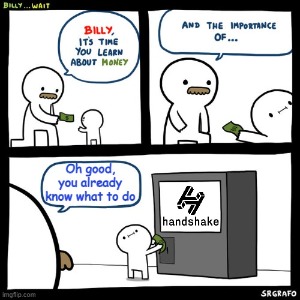 BILLY...WAIT
BILLY,
IT'S TIME
YOU LEARN
ABOUT MONEY
AND THE IMPORTANCE
OF...
Oh good,
you already
know what to do
handshake
imgflip.com
SRGRAFO